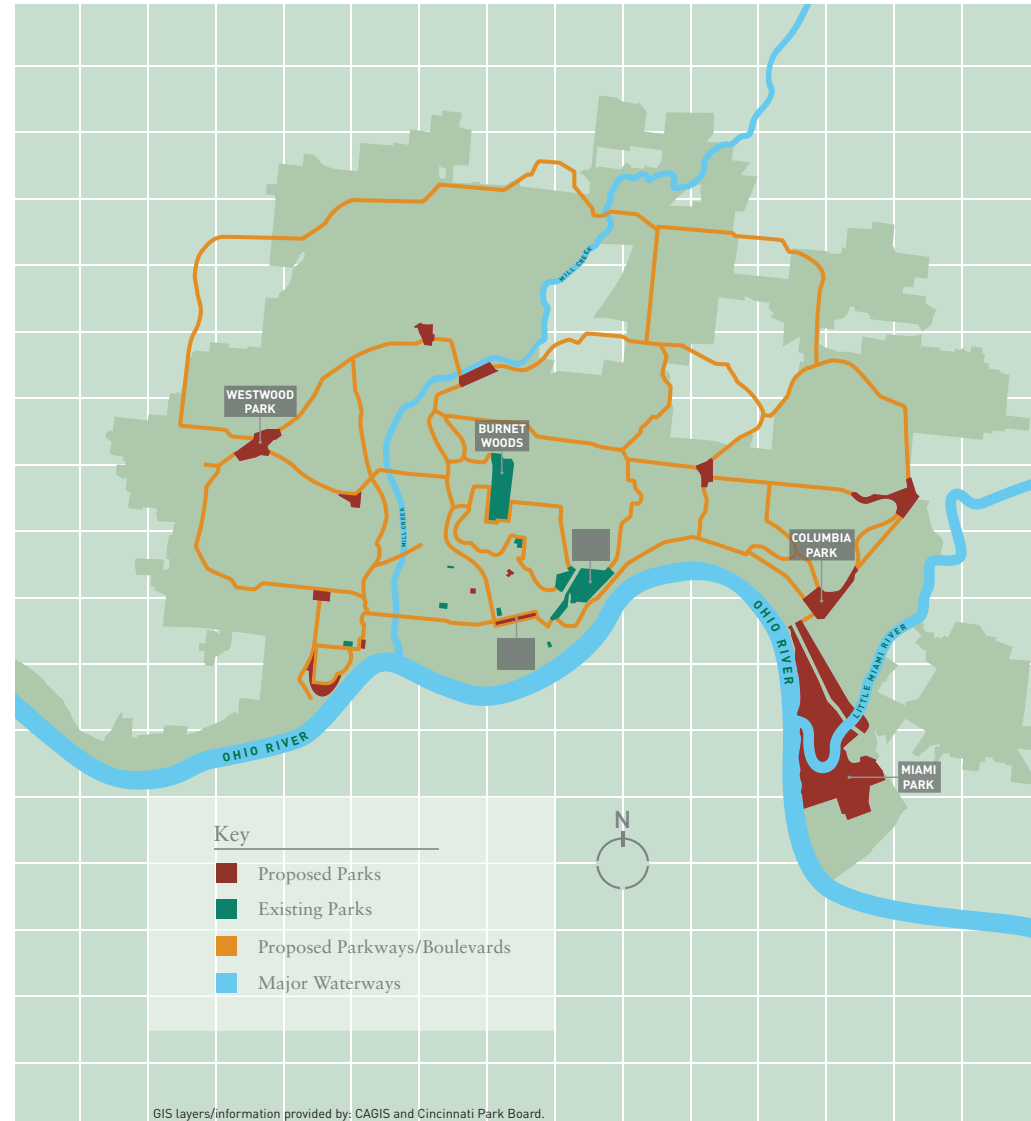 MILL CREEK
WESTWOOD
PARK
BURNET
WOODS
MILL CREEK
COLUMBIA
PARK
OHIO RIVER
LITTLE MIAMI RIVER
OHIO RIVER
MIAMI
PARK
N
Key
Proposed Parks
Existing Parks
Proposed Parkways/Boulevards
Major Waterways
GIS layers/information provided by: CAGIS and Cincinnati Park Board.